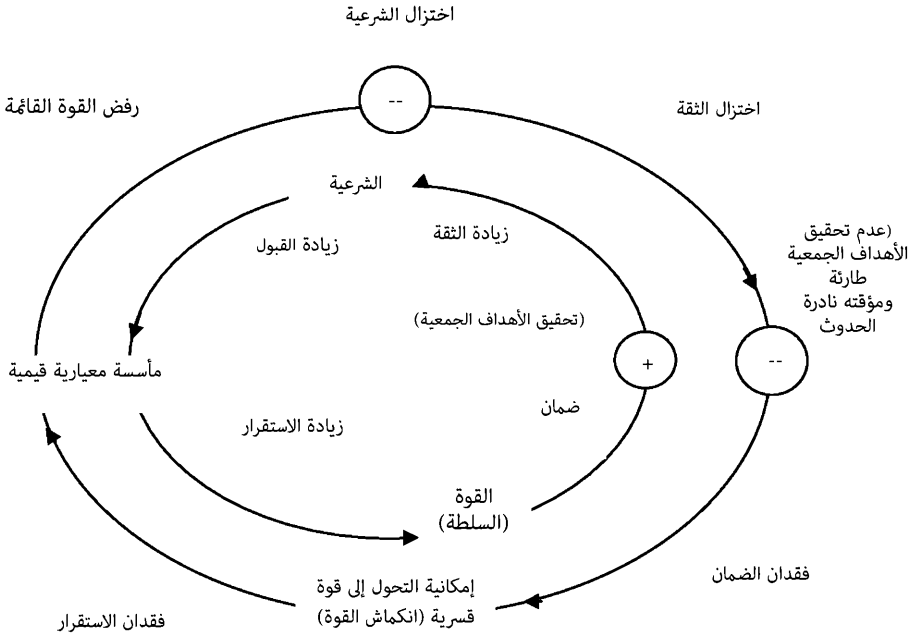 اختزال الشرعية
--
رفض القوة القائمة
اختزال الثقة
الشرعية
زيادة الثقة
زيادة القبول
(عدم تحقيق
الأهداف الجمعية
طارئة
ومؤقته نادرة
الحدوث
(تحقيق الأهداف الجمعية)
+
--
مأسسة معيارية قيمية
ضمان
زيادة الاستقرار
القوة
(السلطة)
فقدان الضمان
إمكانية التحول إلى قوة
قسرية (انكماش القوة)
فقدان الاستقرار